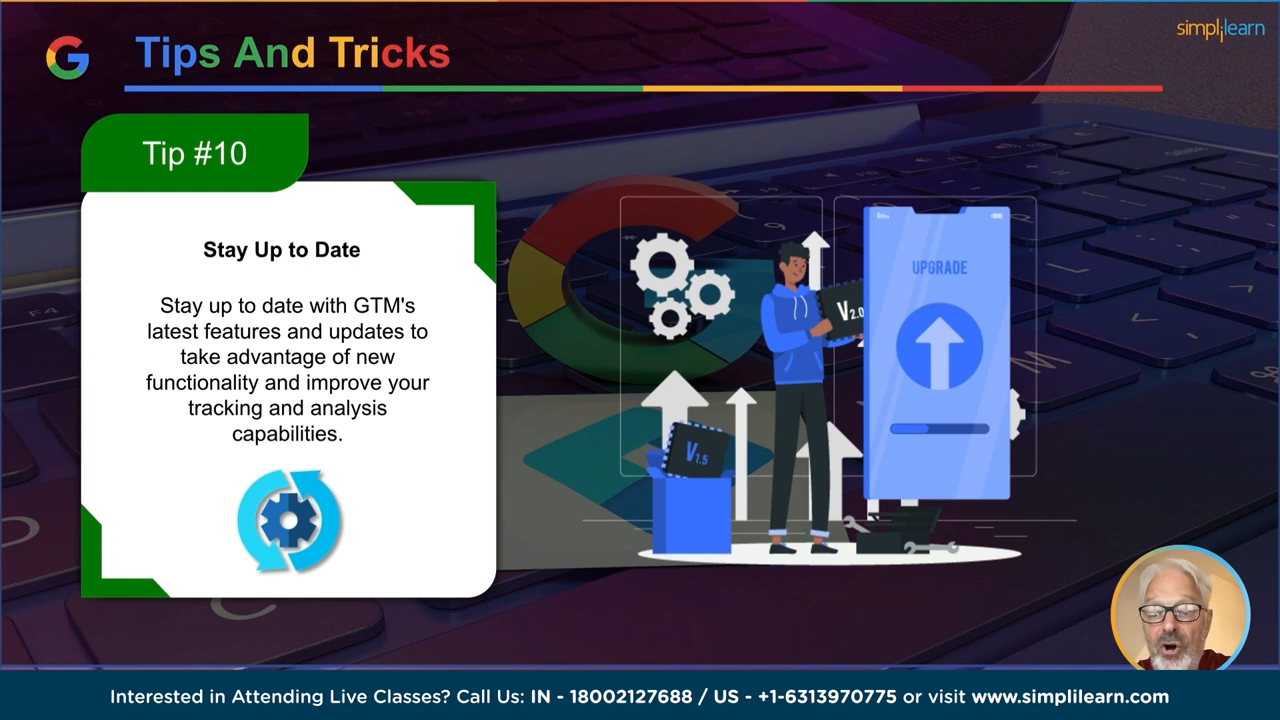 Tips And Tricks
simplilearn
Tip #10
Stay Up to Date
Stay up to date with GTM's
latest features and updates to
take advantage of new
functionality and improve your
tracking and analysis
capabilities.
UPGRADE
V2.0
V1.5
Interested in Attending Live Classes? Call Us: IN - 18002127688 / US - +1-6313970775 or visit www.simplilearn.com